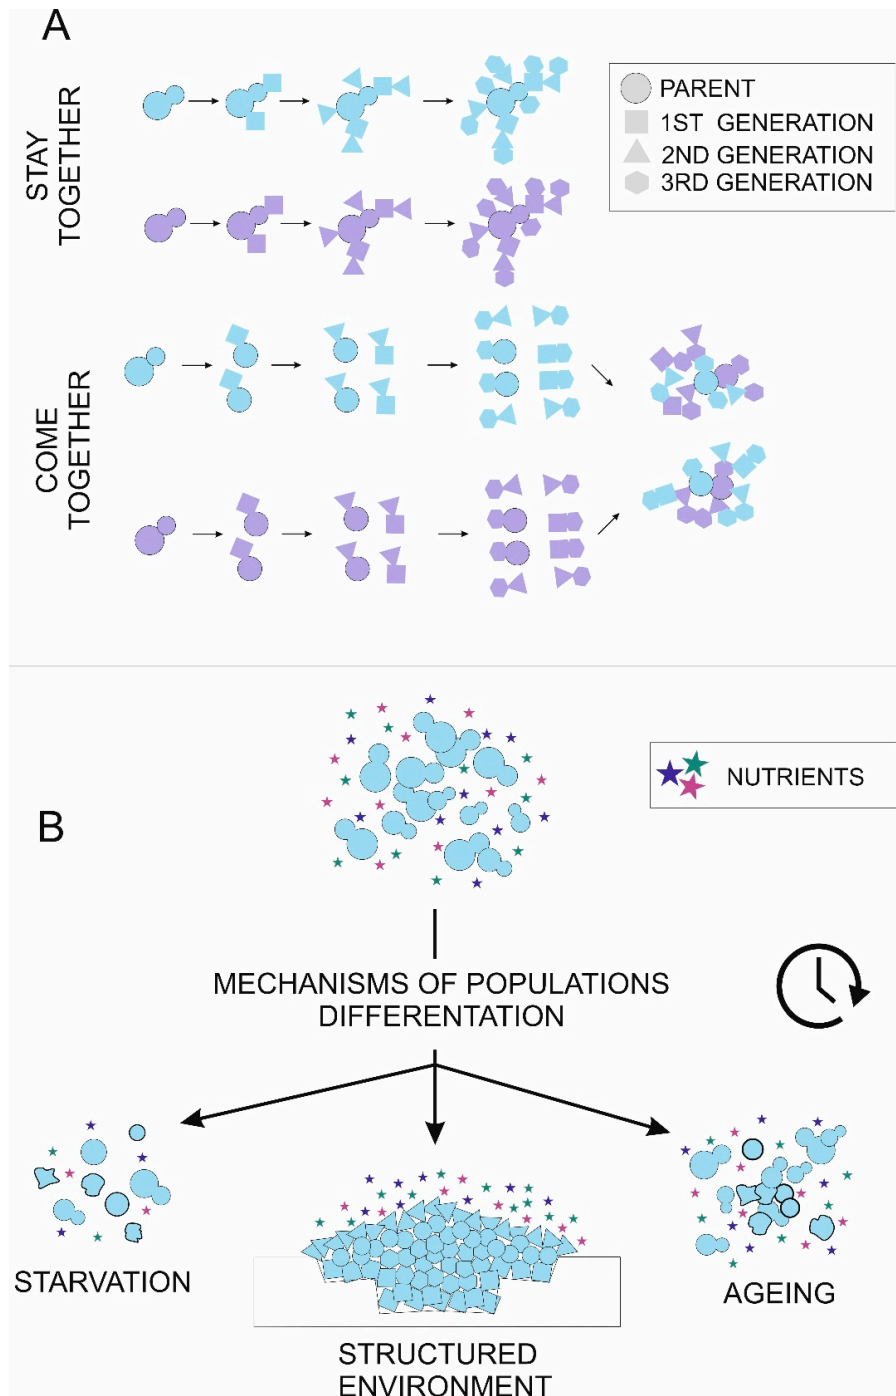 A
STAY
TOGETHER
PARENT
1ST GENERATION
2ND GENERATION
3RD GENERATION
COME
TOGETHER
B
NUTRIENTS
MECHANISMS OF POPULATIONS
DIFFERENTATION
STARVATION
STRUCTURED
ENVIRONMENT
AGEING